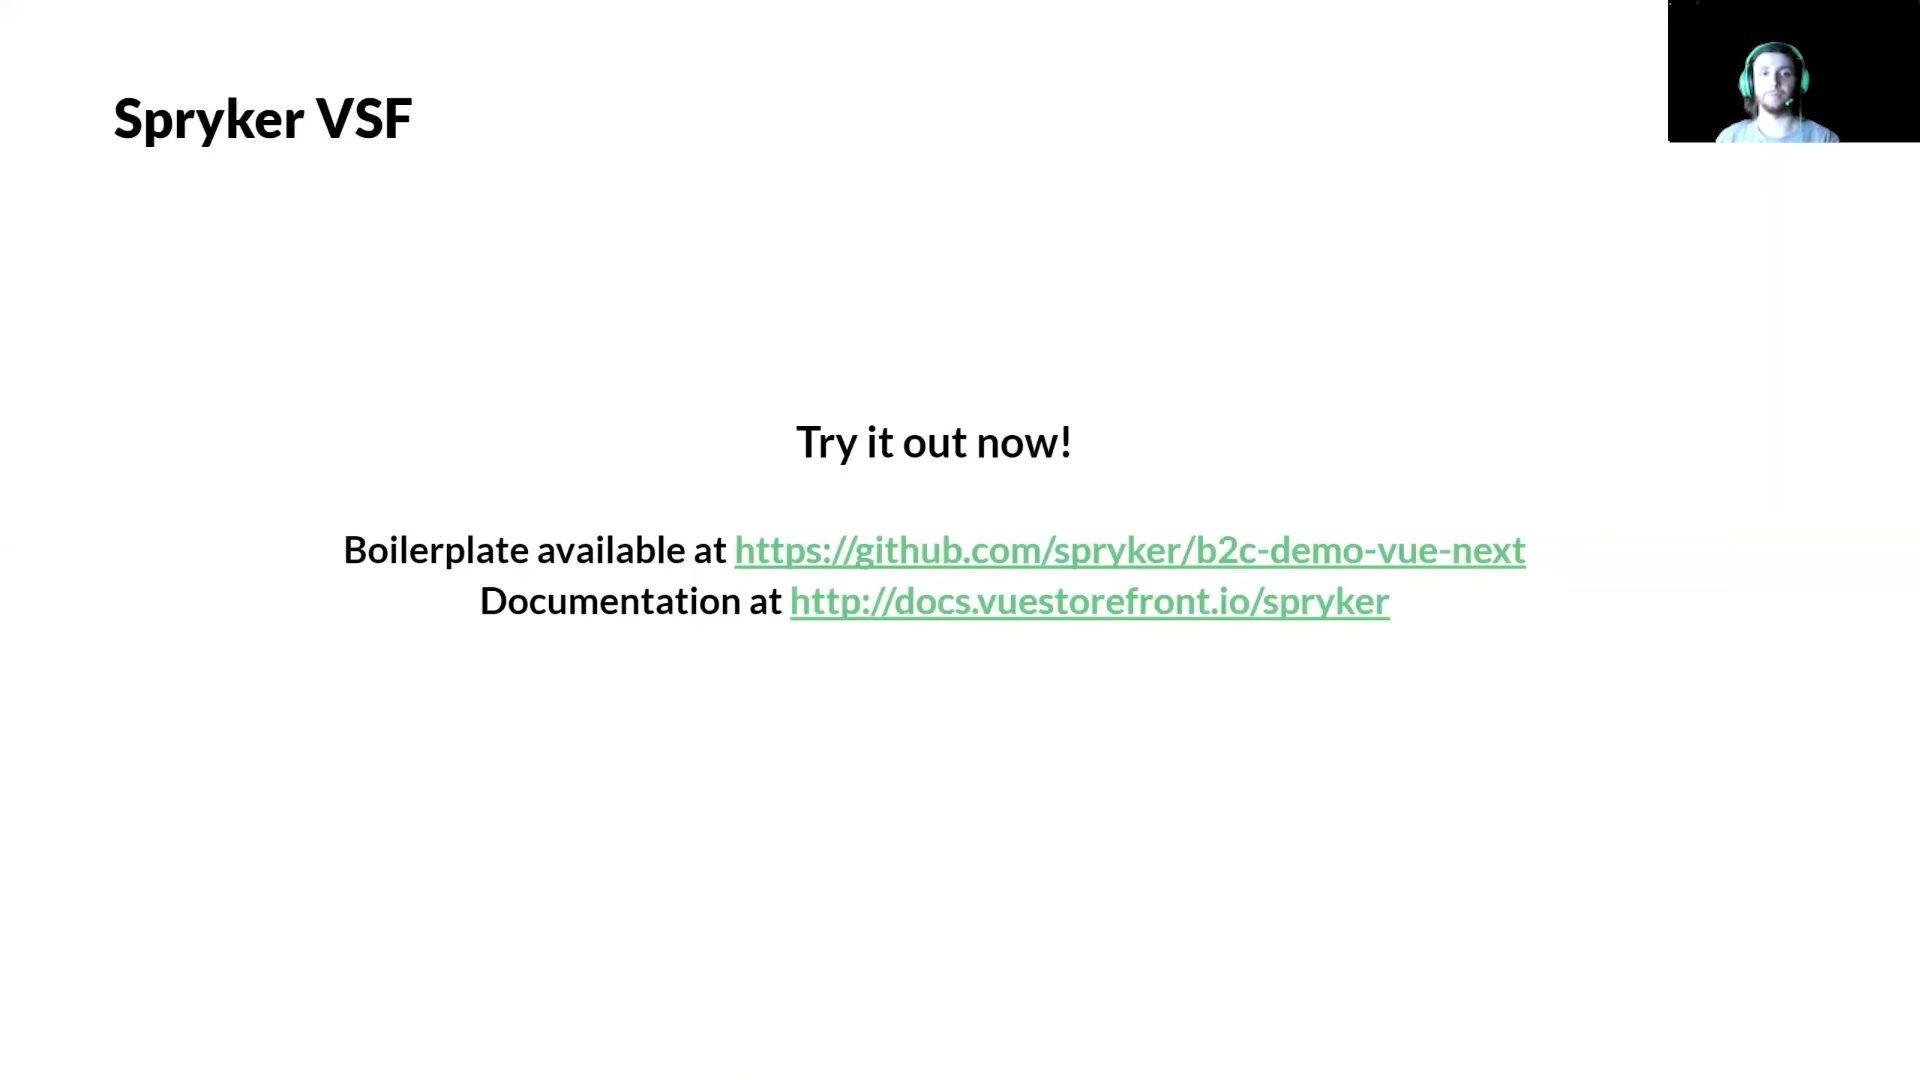 Spryker VSF
Try it out now!
Boilerplate available at https://github.com/spryker/b2c-demo-vue-next
Documentation at http://docs.vuestorefront.io/spryker